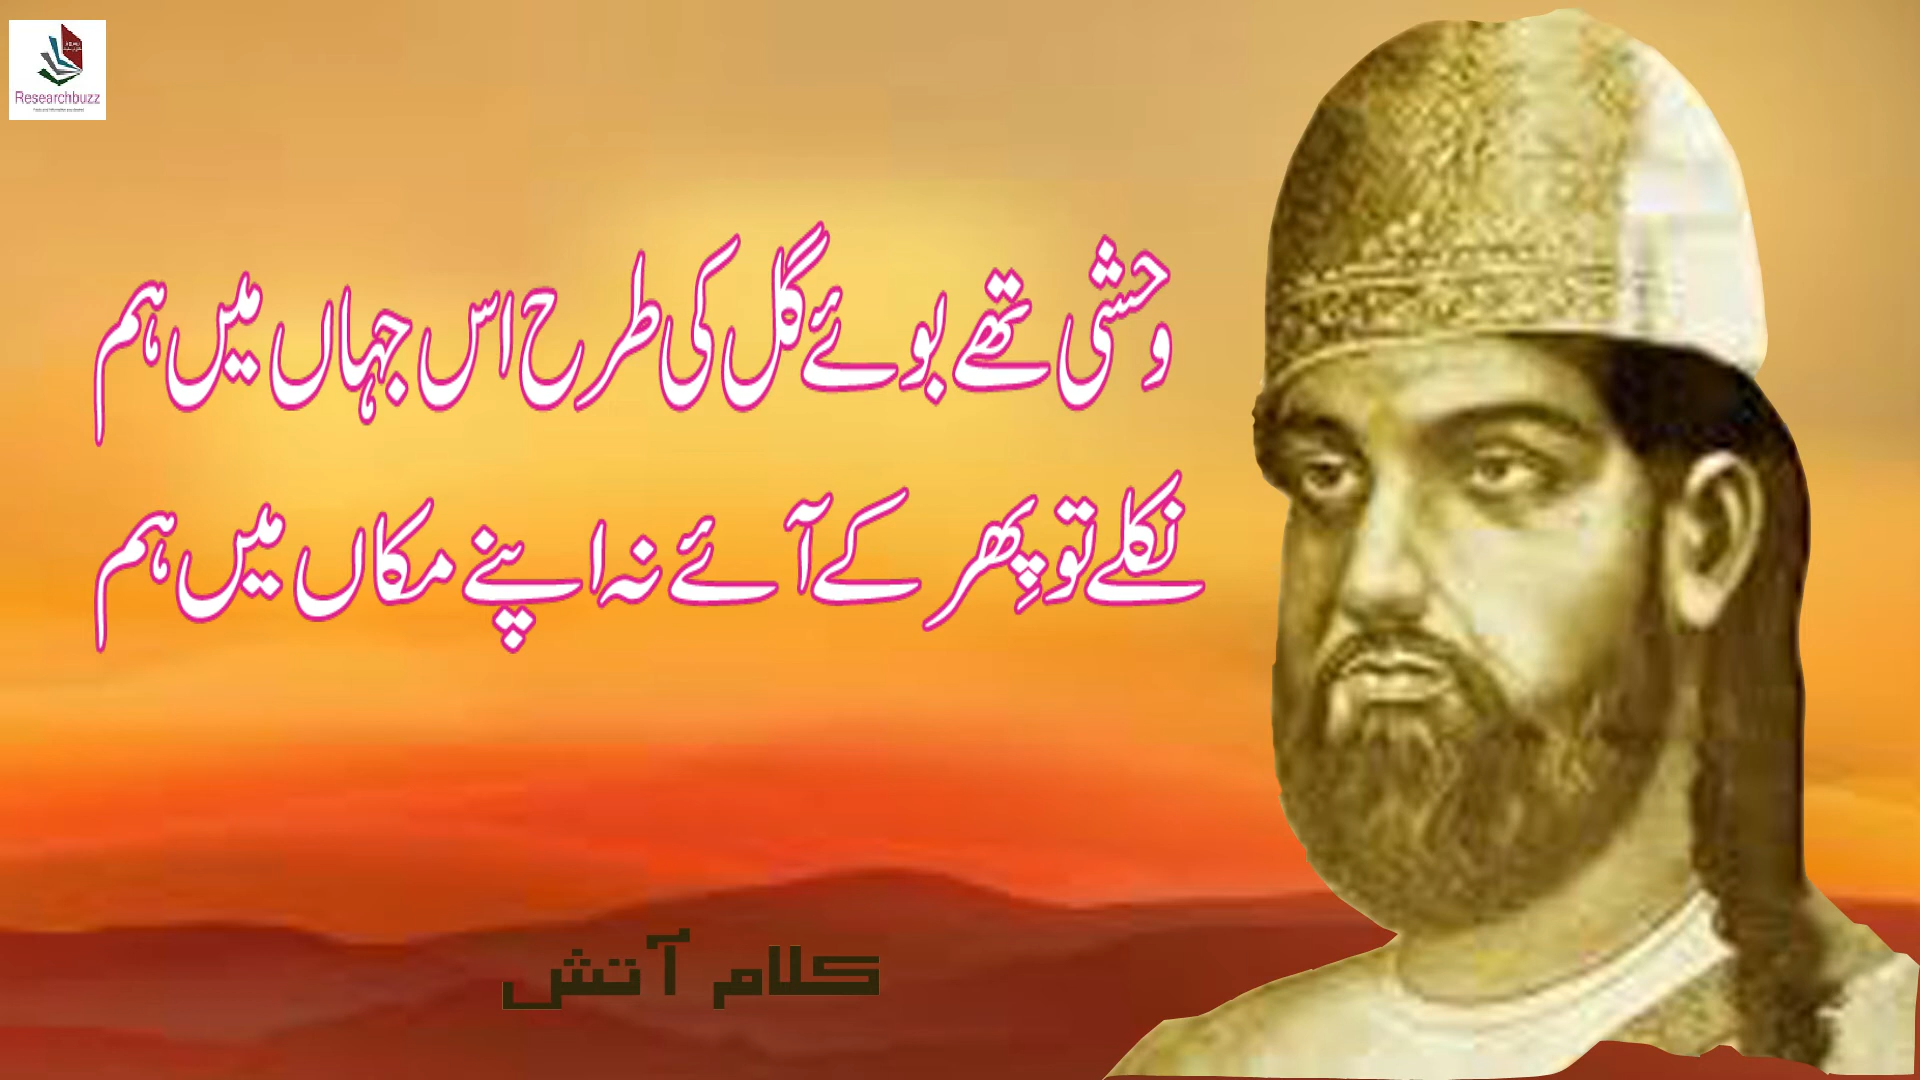 Researchbuzz
وحشی تھے بوئے گل کی طرح اس جہاں میں ہم
نکلے تو پِھر کے آئے نہ اپنے مکاں میں ہم
کلام آتش